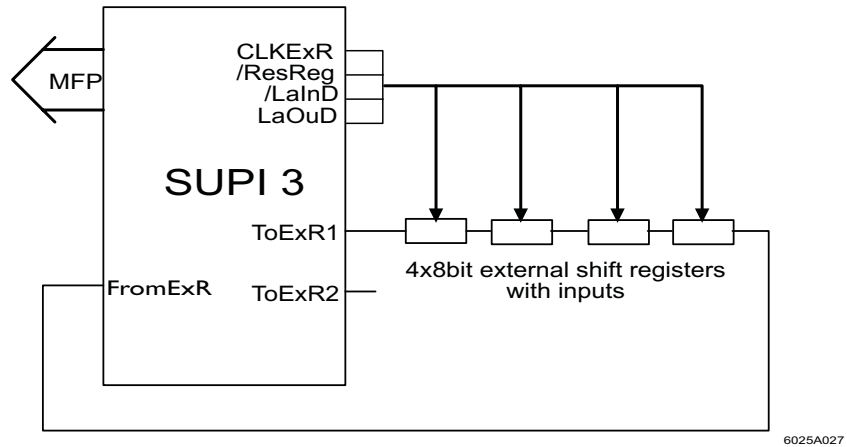 CLKExR
/ResReg
MFP
/LaInD
LaOuD
SUPI 3
ToExR1
4x8bit external shift registers
with inputs
FromExR
ToExR2
6025A027